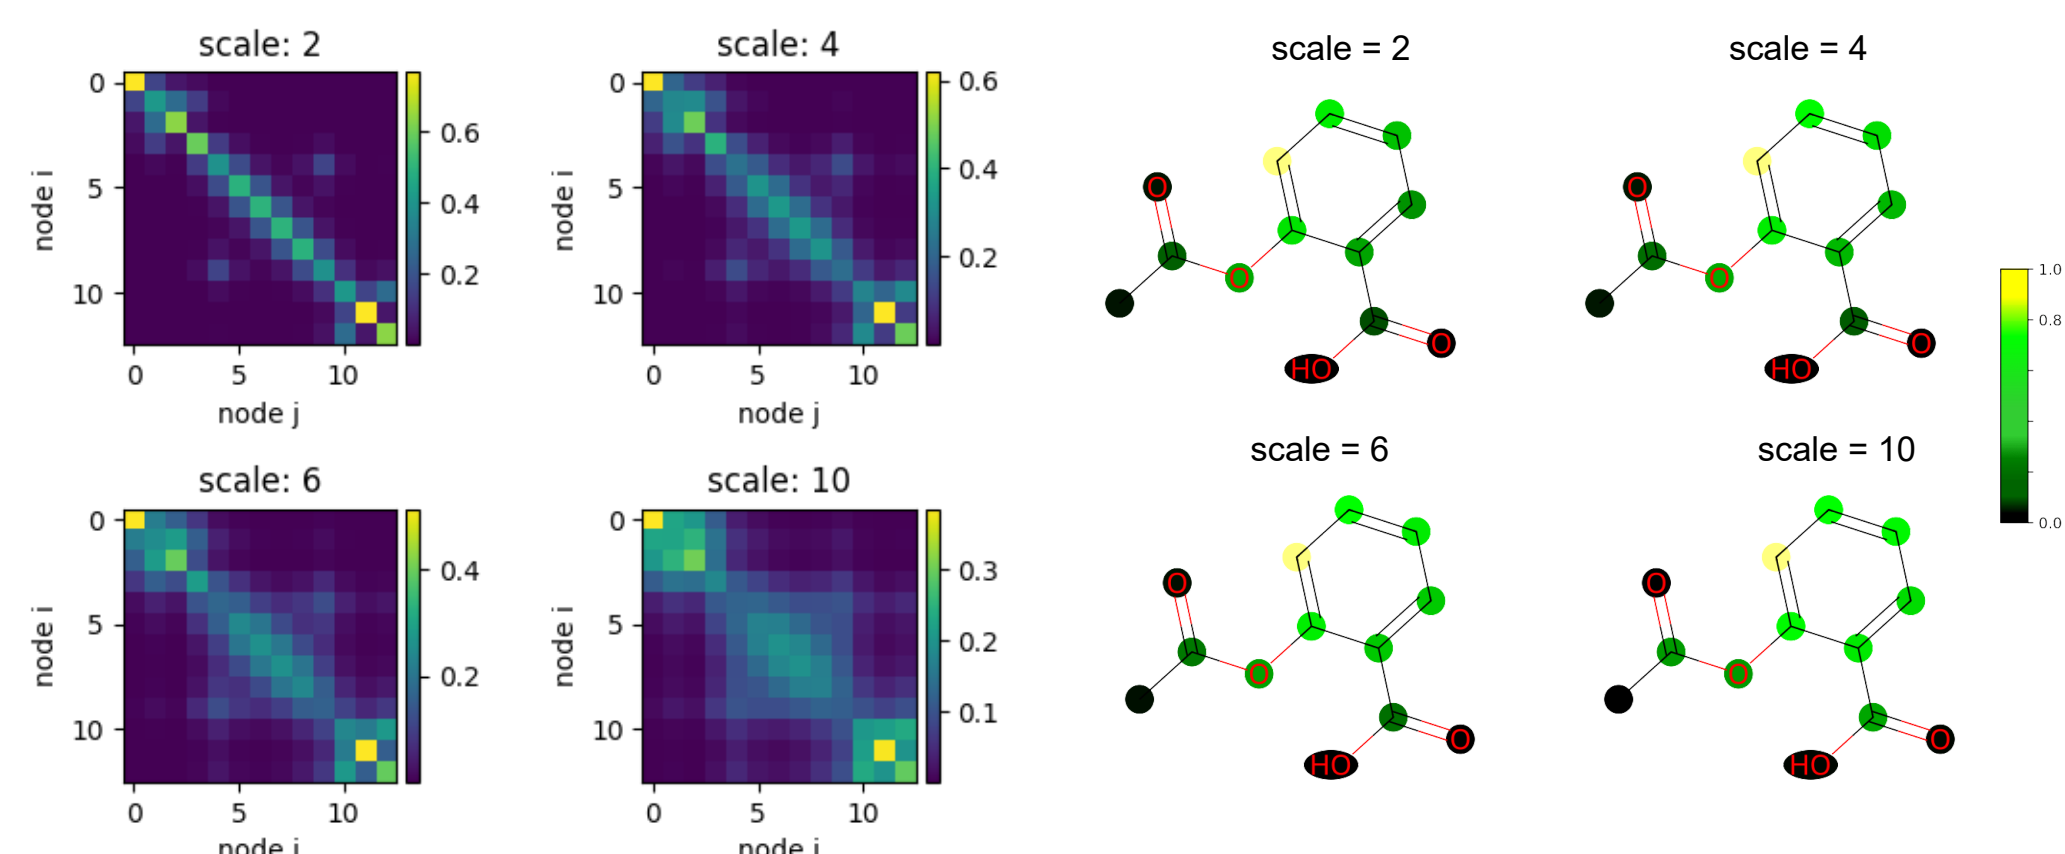 scale: 2
0
5
10
node i
0 5 10
node j
0.6
0.4
0.2
scale: 4
0
5
10
node i
0 5 10
node j
0.6
0.4
0.2
scale = 2
O
O
O
HO
scale = 4
O
O
O
HO
1.0
0.8
0.0
scale: 6
0
5
10
node i
0 5 10
node j
0.4
0.2
scale: 10
0
5
10
node i
0 5 10
node j
0.3
0.2
0.1
scale = 6
O
O
O
HO
scale = 10
O
O
O
HO